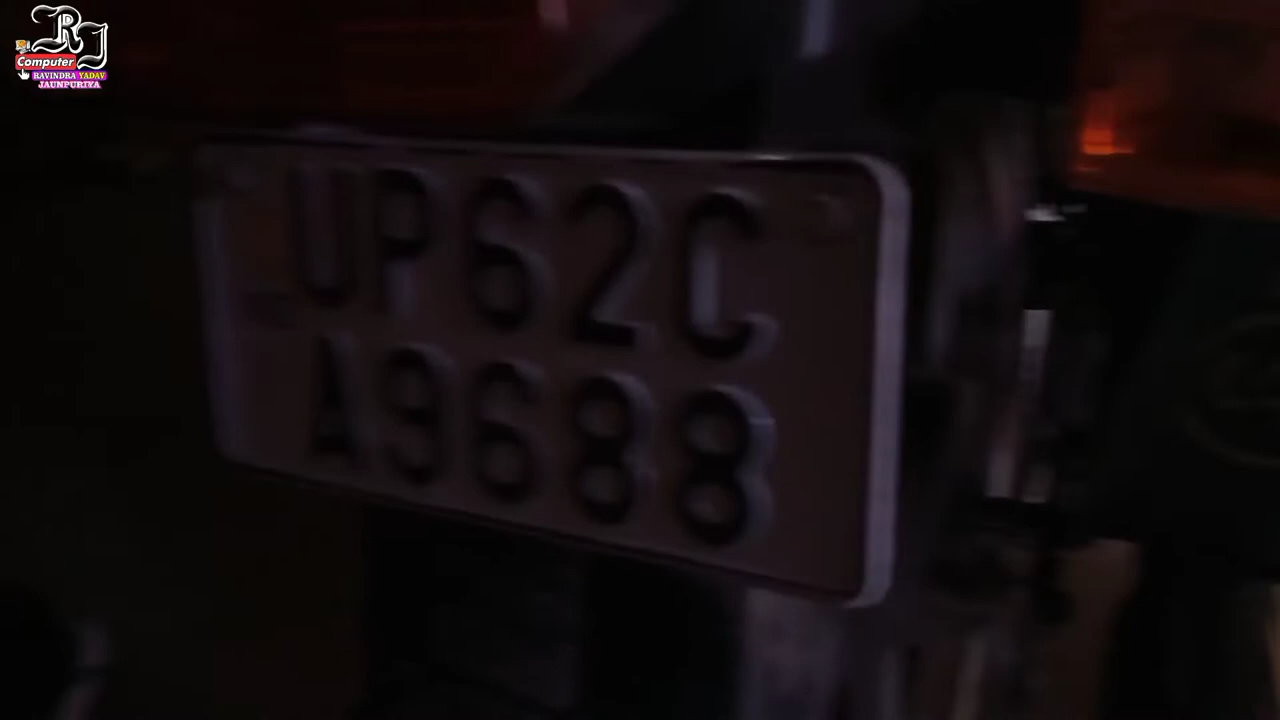 RJ
Computer
RAVINDRA YADAV
JAUNPURIYA
UP62C
A9688